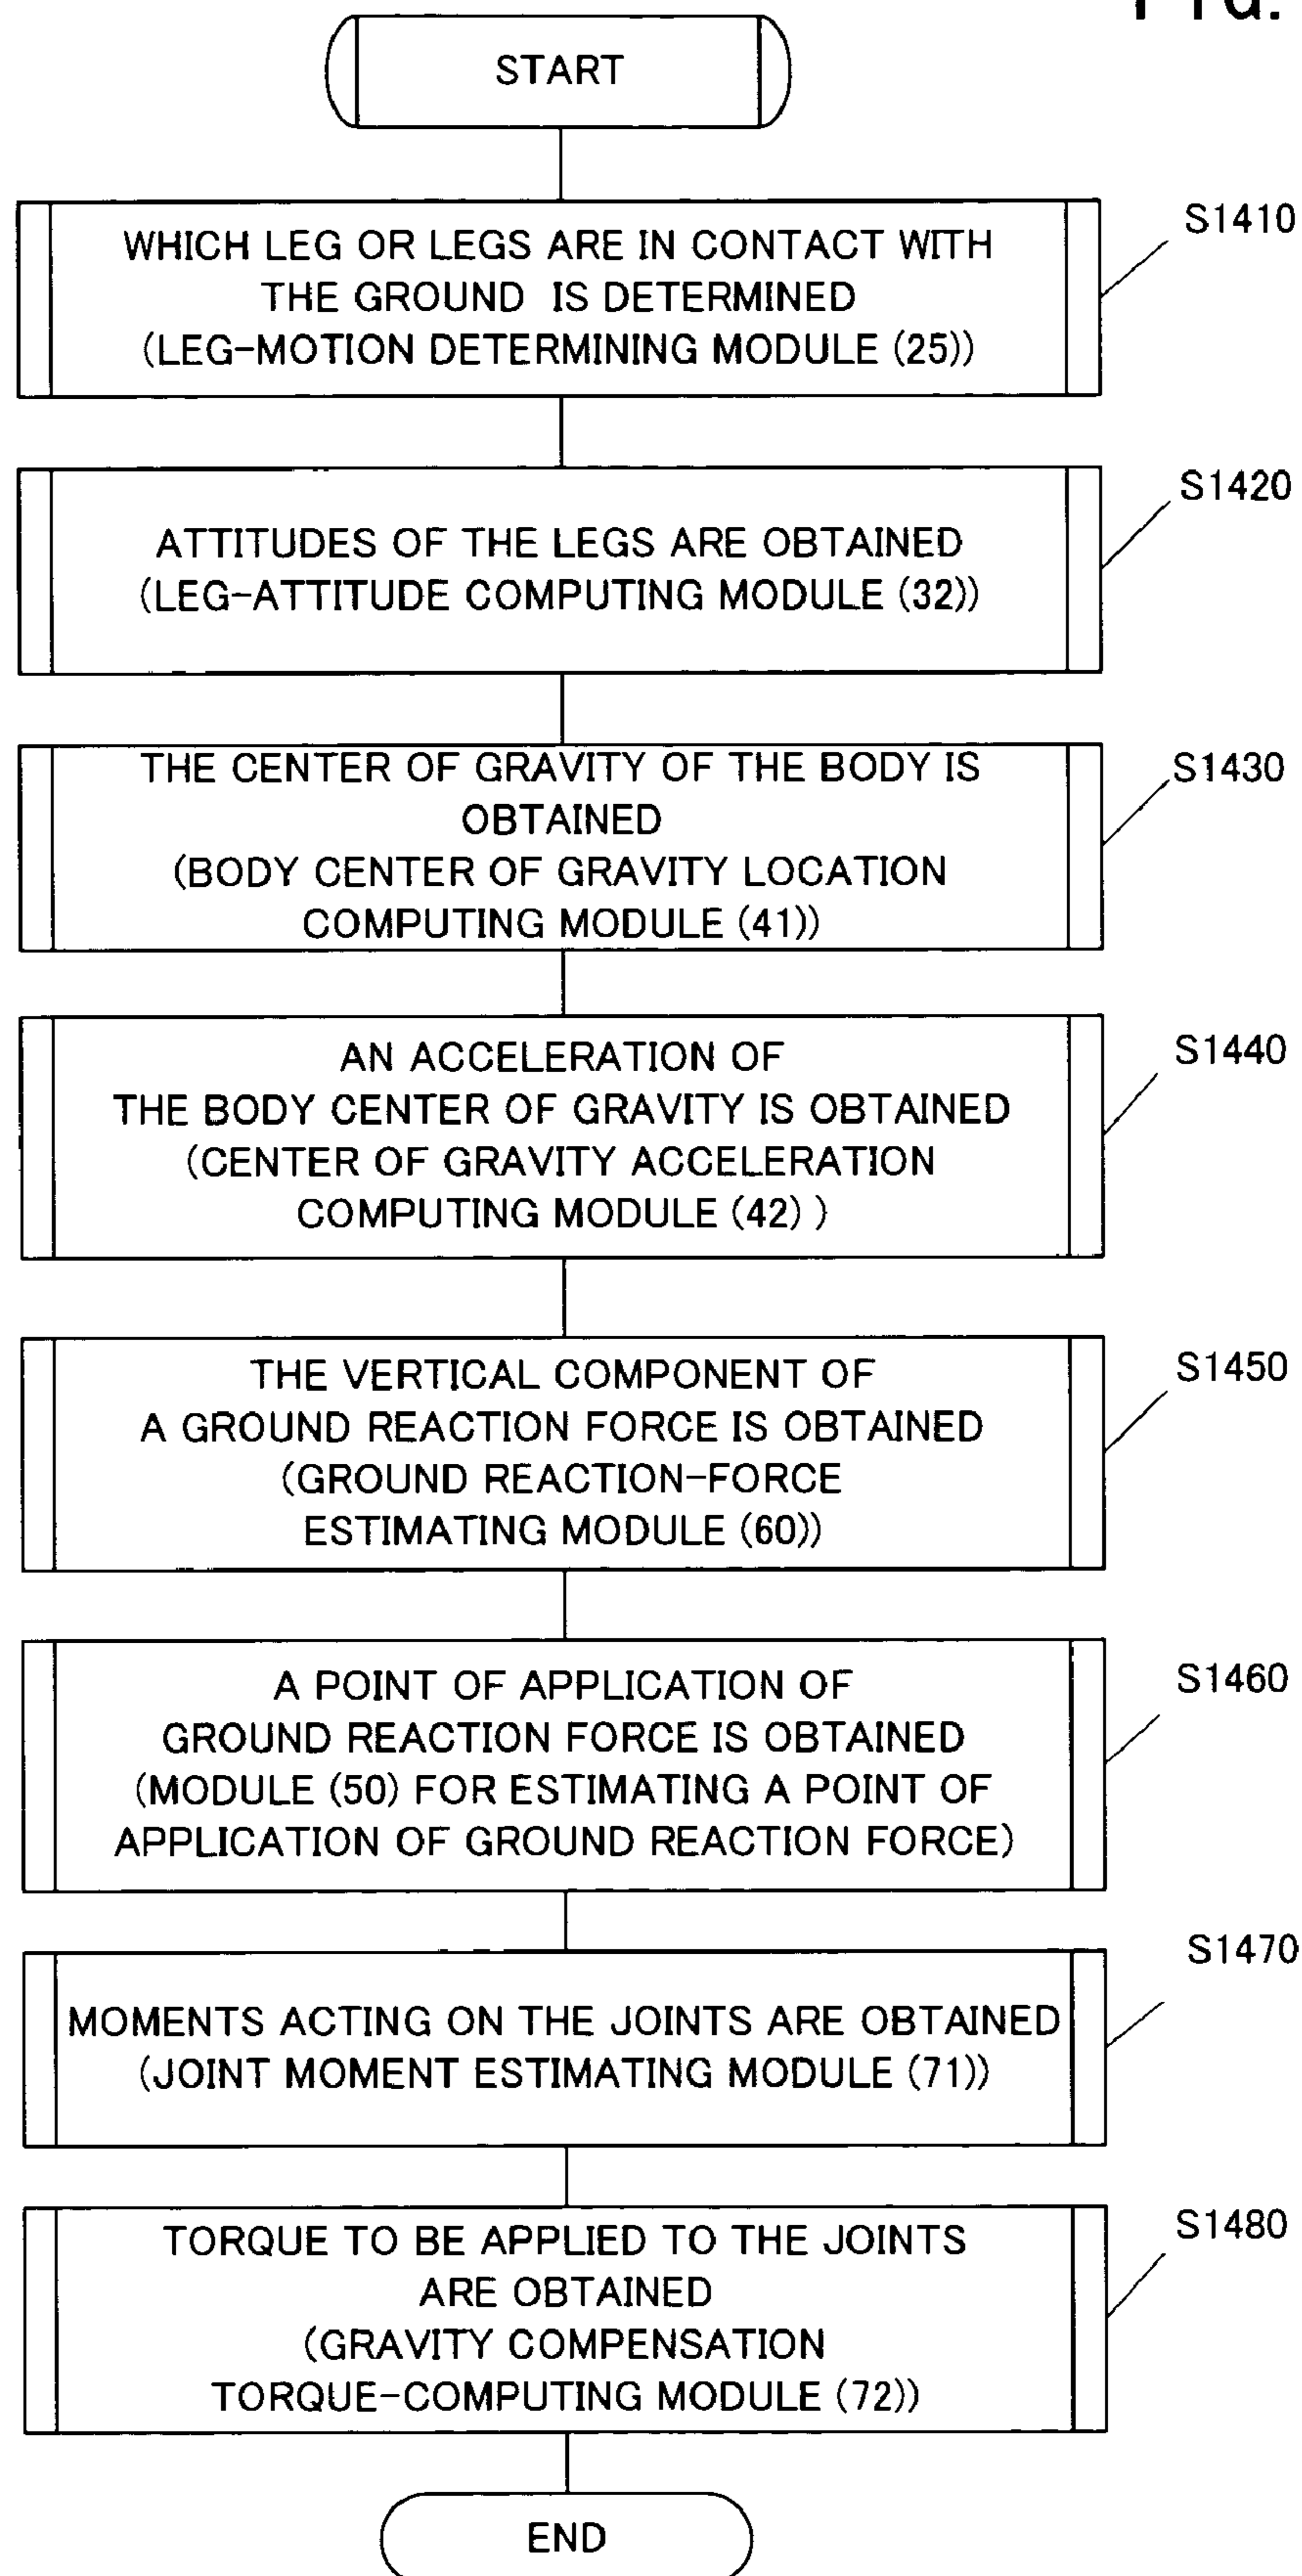 FIG.
START
S1410
WHICH LEG OR LEGS ARE IN CONTACT WITH
THE GROUND IS DETERMINED
(LEG-MOTION DETERMINING MODULE (25))
S1420
ATTITUDES OF THE LEGS ARE OBTAINED
(LEG-ATTITUDE COMPUTING MODULE (32))
S1430
THE CENTER OF GRAVITY OF THE BODY IS
OBTAINED
(BODY CENTER OF GRAVITY LOCATION
COMPUTING MODULE (41))
S1440
AN ACCELERATION OF
THE BODY CENTER OF GRAVITY IS OBTAINED
(CENTER OF GRAVITY ACCELERATION
COMPUTING MODULE (42) )
S1450
THE VERTICAL COMPONENT OF
A GROUND REACTION FORCE IS OBTAINED
(GROUND REACTION-FORCE
ESTIMATING MODULE (60))
S1460
A POINT OF APPLICATION OF
GROUND REACTION FORCE IS OBTAINED
(MODULE (50) FOR ESTIMATING A POINT OF
APPLICATION OF GROUND REACTION FORCE)
S1470
MOMENTS ACTING ON THE JOINTS ARE OBTAINED
(JOINT MOMENT ESTIMATING MODULE (71))
S1480
TORQUE TO BE APPLIED TO THE JOINTS
ARE OBTAINED
(GRAVITY COMPENSATION
TORQUE-COMPUTING MODULE (72))
END